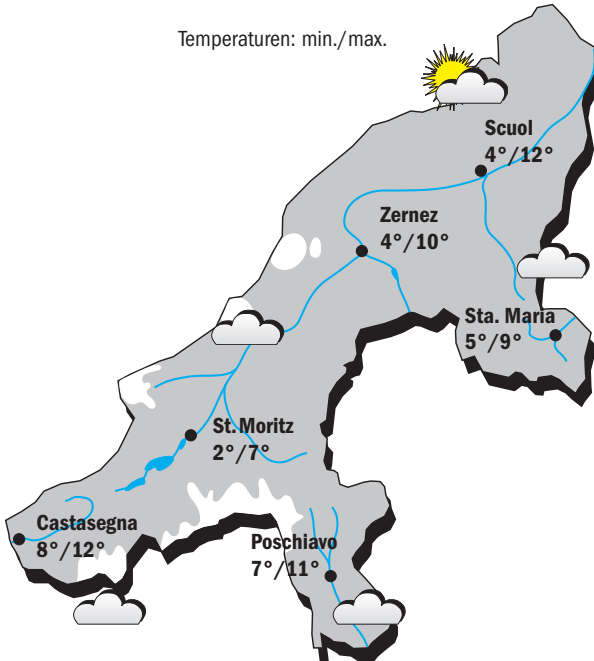 Temperaturen: min./max.
Scuol
4°/12°
Zernez
4°/10°
Sta. Maria
5°/9°
St. Moritz
2°/7°
Castasegna
8°/12°
Poschiavo
7°/11°